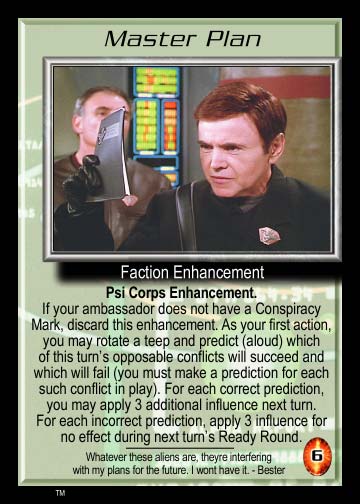 Master Plan
Faction Enhancement
Psi Corps Enhancement.
If your ambassador does not have a Conspiracy
Mark, discard this enhancement. As your first action,
you may rotate a teep and predict (aloud) which
of this turn's opposable conflicts will succeed and
which will fail (you must make a prediction for each
such conflict in play). For each correct prediction,
you may apply 3 additional influence next turn.
For each incorrect prediction, apply 3 influence for
no effect during next turn's Ready Round.
Whatever these aliens are, theyre interfering
with my plans for the future. I wont have it. - Bester
6
TM